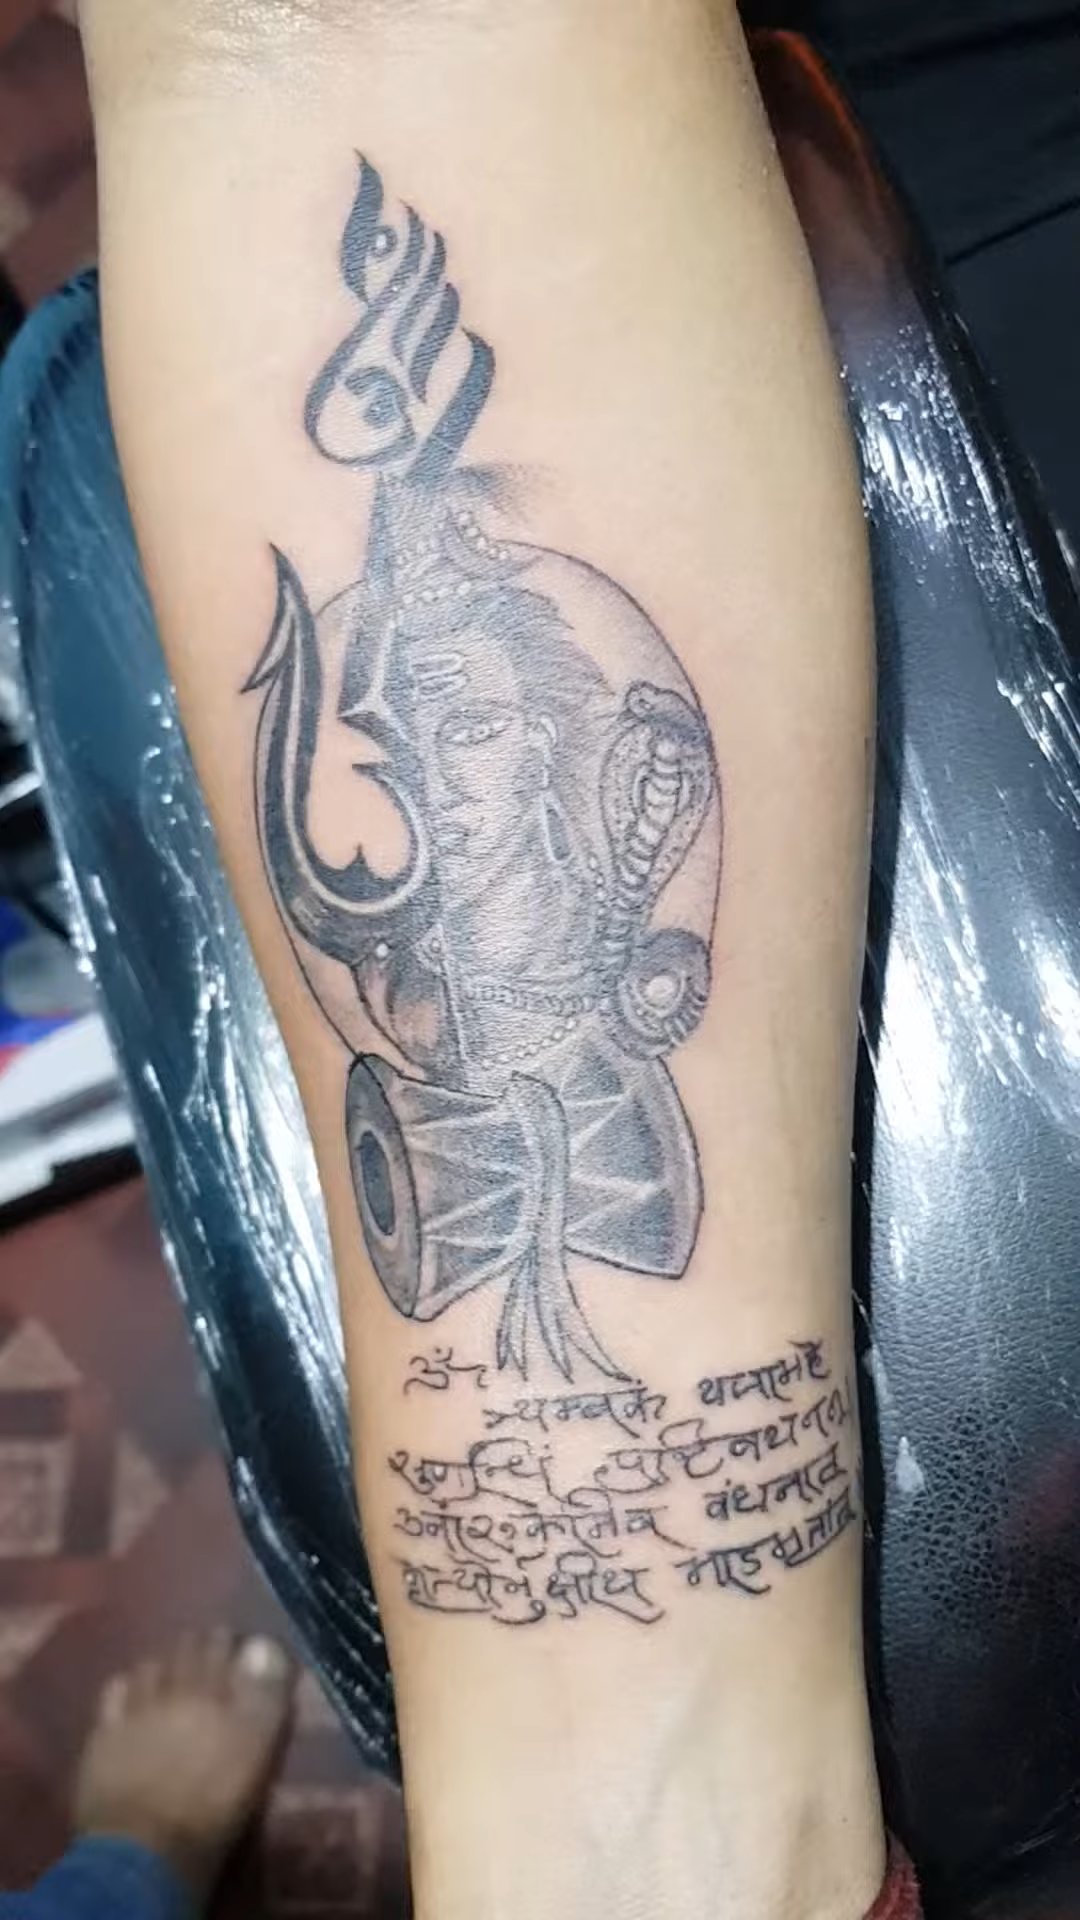 ॐ
त्र्यम्बकं यजामहे
सुगन्धिं पुष्टिवर्धनम्
उर्वारुकमिव बंधनात
मृत्योर्मुक्षीय माऽमृतात